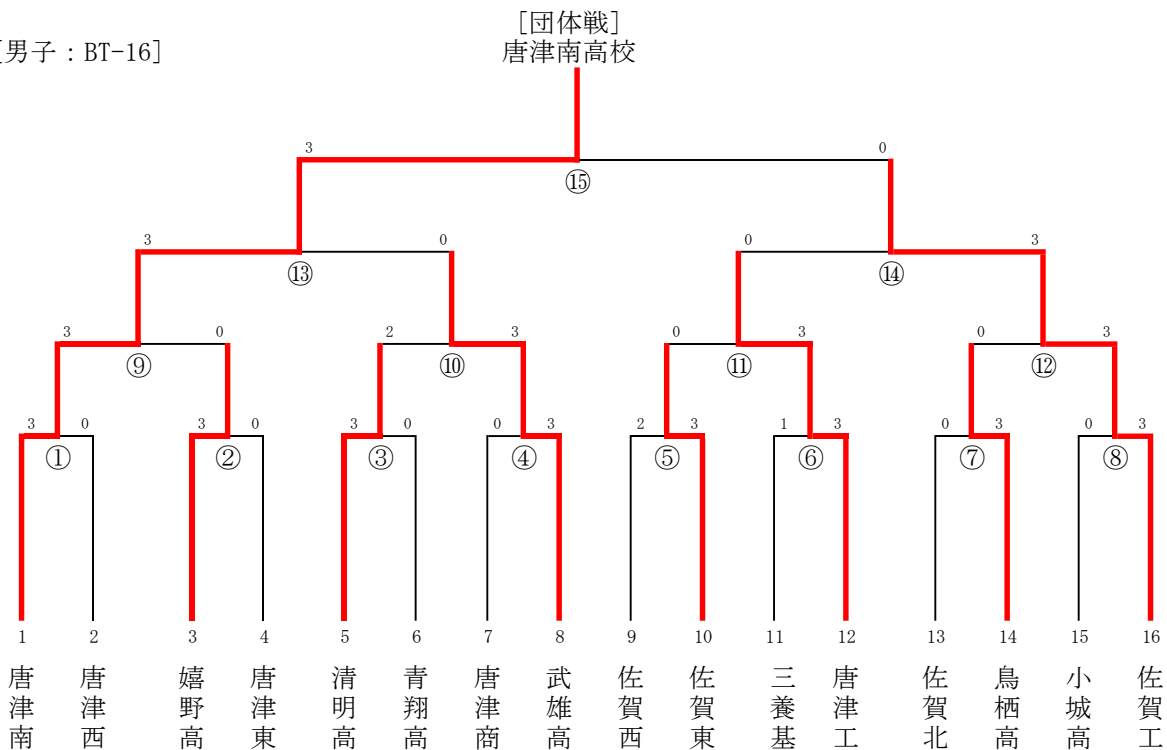 [団体戦]
[男子：BT-16]
唐津南高校
3 0
⑮
3 0 0 3
⑬ ⑭
3 0 2 3 0 3 0 3
⑨ ⑩ ⑪ ⑫
3 0 3 0 3 0 0 3 2 3 1 3 0 3 0 3
① ② ③ ④ ⑤ ⑥ ⑦ ⑧
1 2 3 4 5 6 7 8 9 10 11 12 13 14 15 16
唐津南
唐津西
嬉野高
唐津東
清明高
青翔高
唐津商
武雄高
佐賀西
佐賀東
三養基
唐津工
佐賀北
鳥栖高
小城高
佐賀工